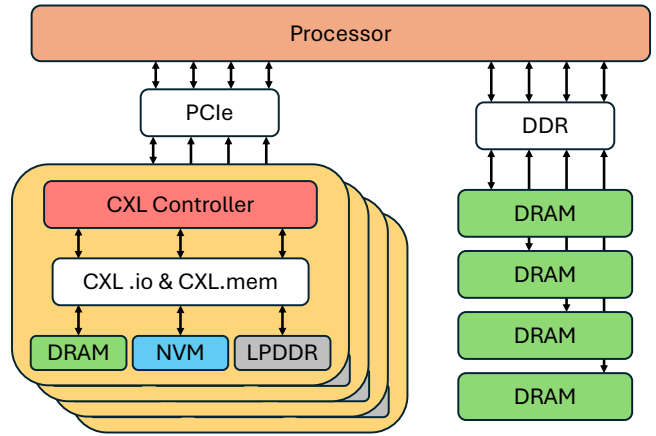 Processor
PCIe
DDR
CXL Controller
DRAM
CXL .io & CXL.mem
DRAM
DRAM
DRAM NVM LPDDR
DRAM